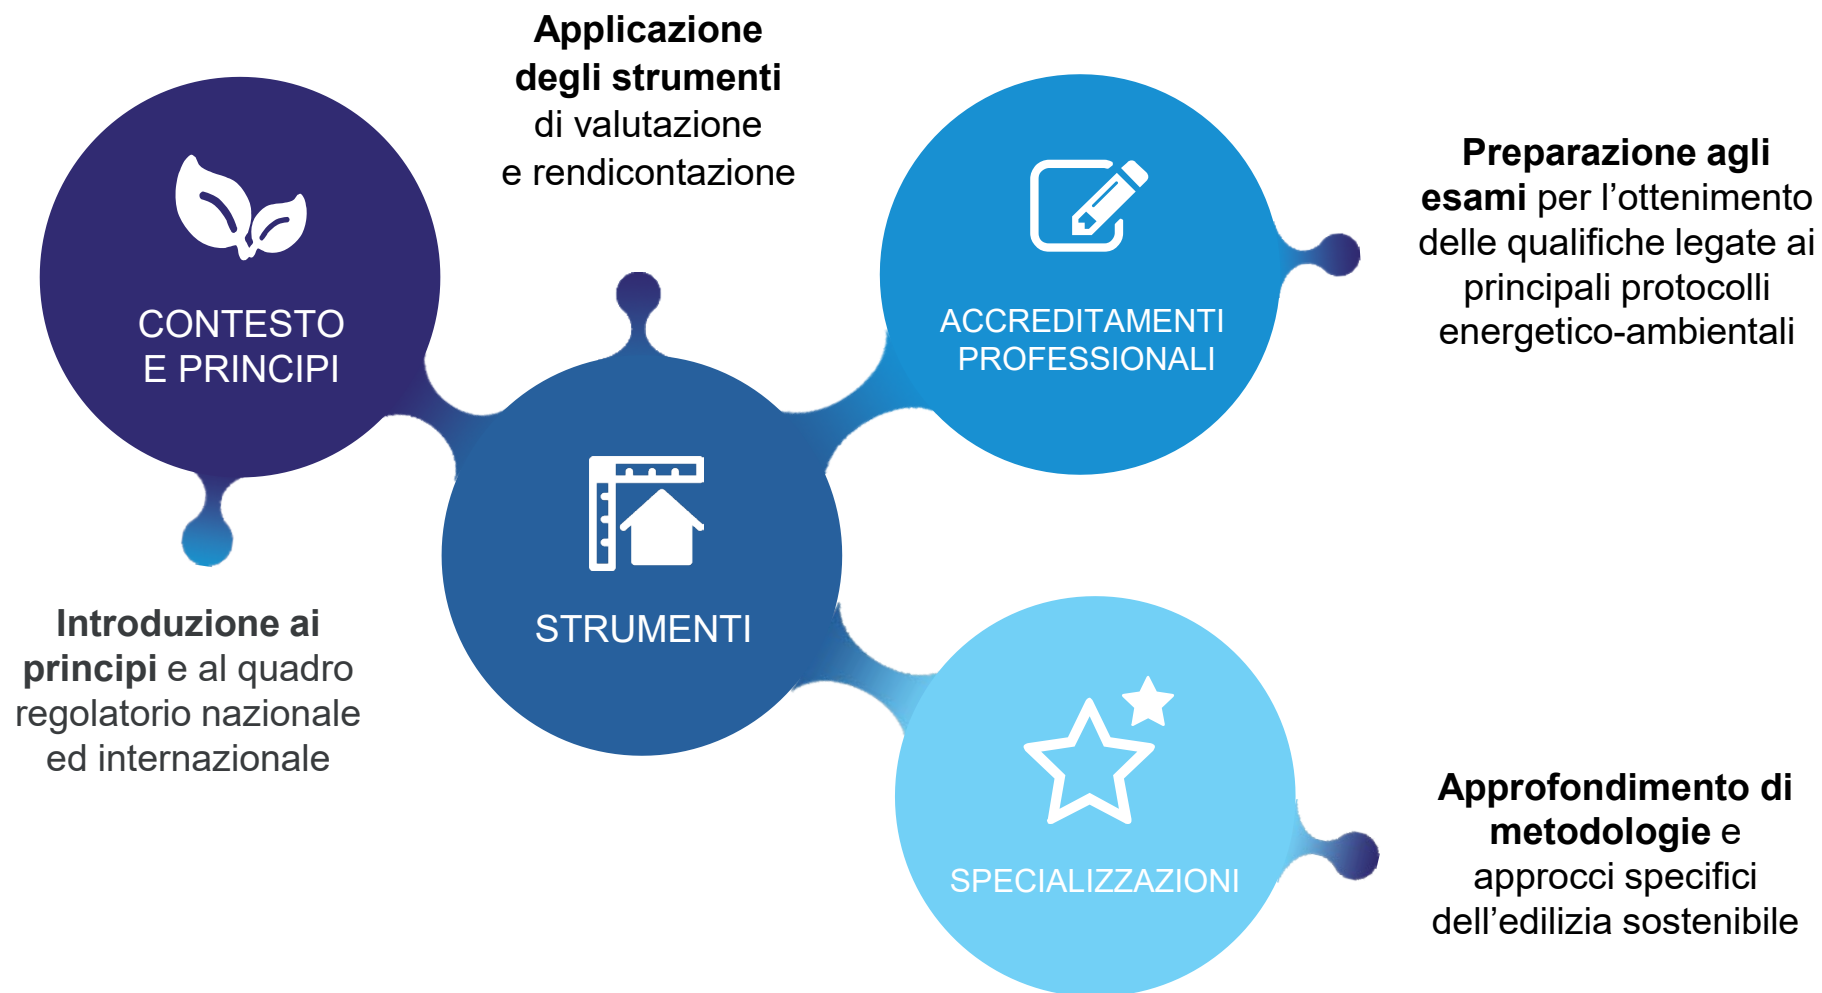 Applicazione
degli strumenti
di valutazione
e rendicontazione
CONTESTO
E PRINCIPI
Introduzione ai
principi e al quadro
regolatorio nazionale
ed internazionale
STRUMENTI
ACCREDITAMENTI
PROFESSIONALI
Preparazione agli
esami per l’ottenimento
delle qualifiche legate ai
principali protocolli
energetico-ambientali
SPECIALIZZAZIONI
Approfondimento di
metodologie e
approcci specifici
dell’edilizia sostenibile